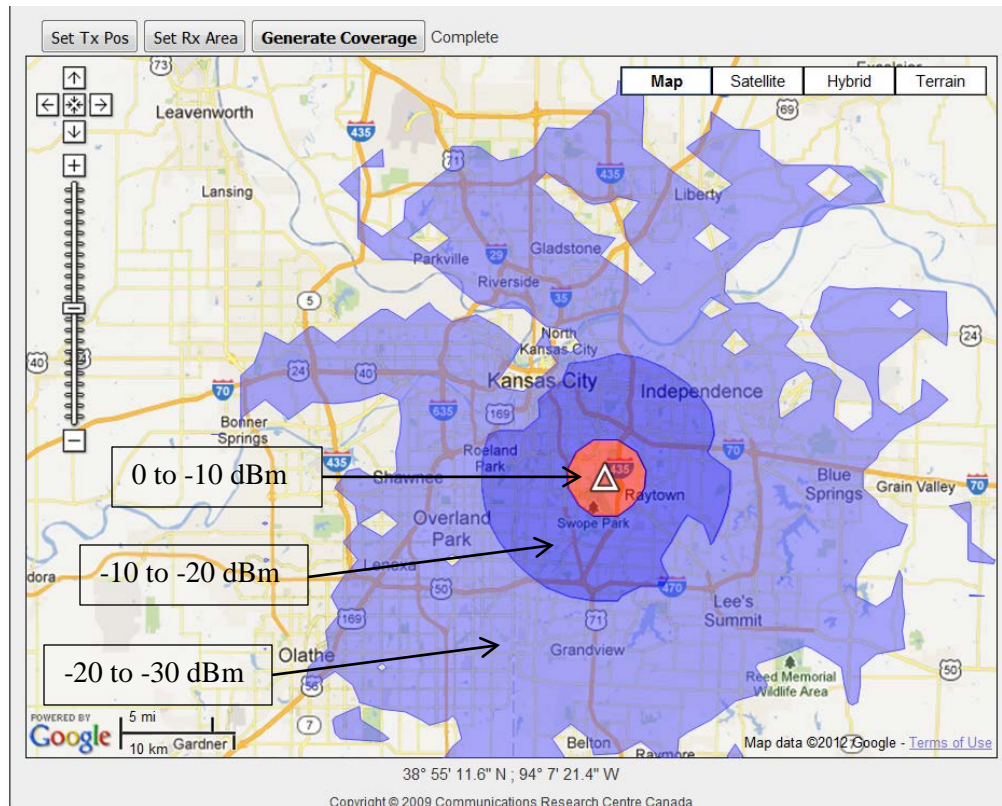 Set Tx Pos Set Rx Area Generate Coverage Complete
Map Satellite Hybrid Terrain
73
Leavenworth
69
435
71
435
Lansing
Liberty
Gladstone
29
Parkville
Riverside
5
35
North
Kansas City
24
40
24
40
Kansas City
Independence
70
635
169
Bonner
Springs
Roeland
Park
70
435
435
0 to -10 dBm
Shawnee
Raytown
Blue
Springs
Grain Valley
70
Swope Park
Overland
Park
-10 to -20 dBm
dora
Lenexa
50
470
Lee's
Summit
169
71
Grandview
Olathe
-20 to -30 dBm
56
Reed Memorial
Wildlife Area
50
POWERED BY
Google
5 mi
10 km
Gardner
7
Belton
Raymore
7
Map data ©2012 Google - Terms of Use
38° 55' 11.6" N ; 94° 7' 21.4" W
Copyright © 2009 Communications Research Centre Canada